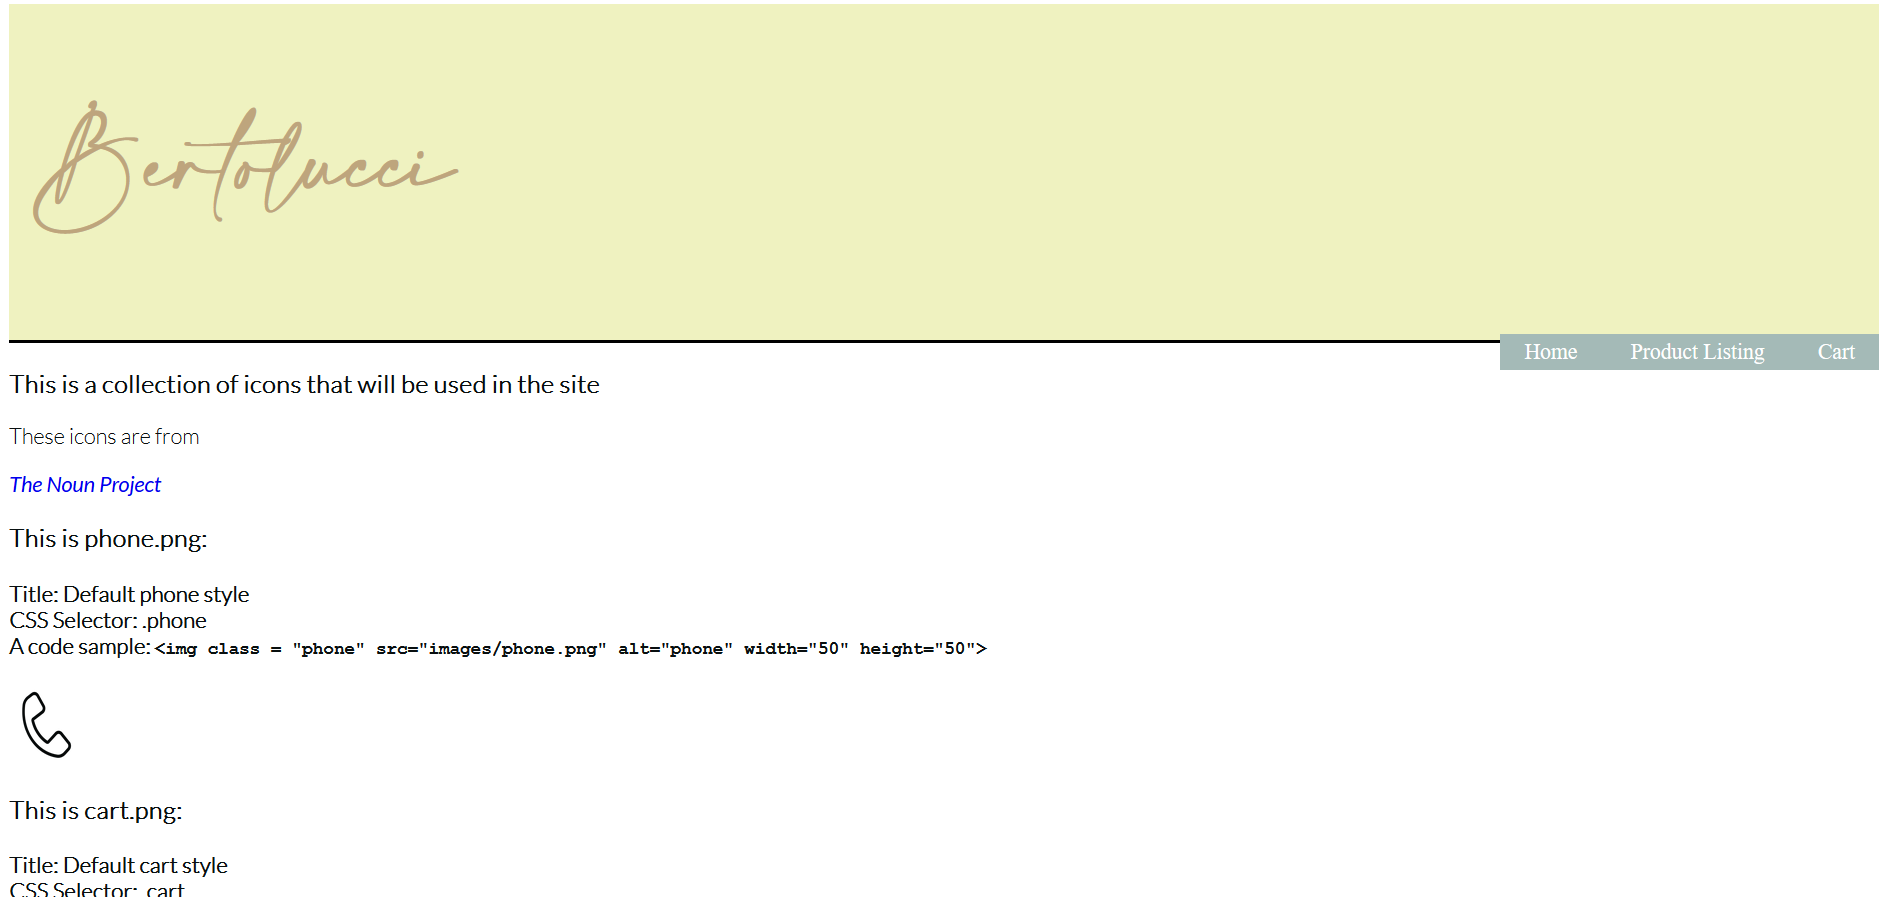 Bertolucci
Home Product Listing Cart
This is a collection of icons that will be used in the site
These icons are from
The Noun Project
This is phone.png:
Title: Default phone style
CSS Selector: .phone
A code sample: <img class = "phone" src="images/phone.png" alt="phone" width="50" height="50">
This is cart.png:
Title: Default cart style
CSS Selector: .cart